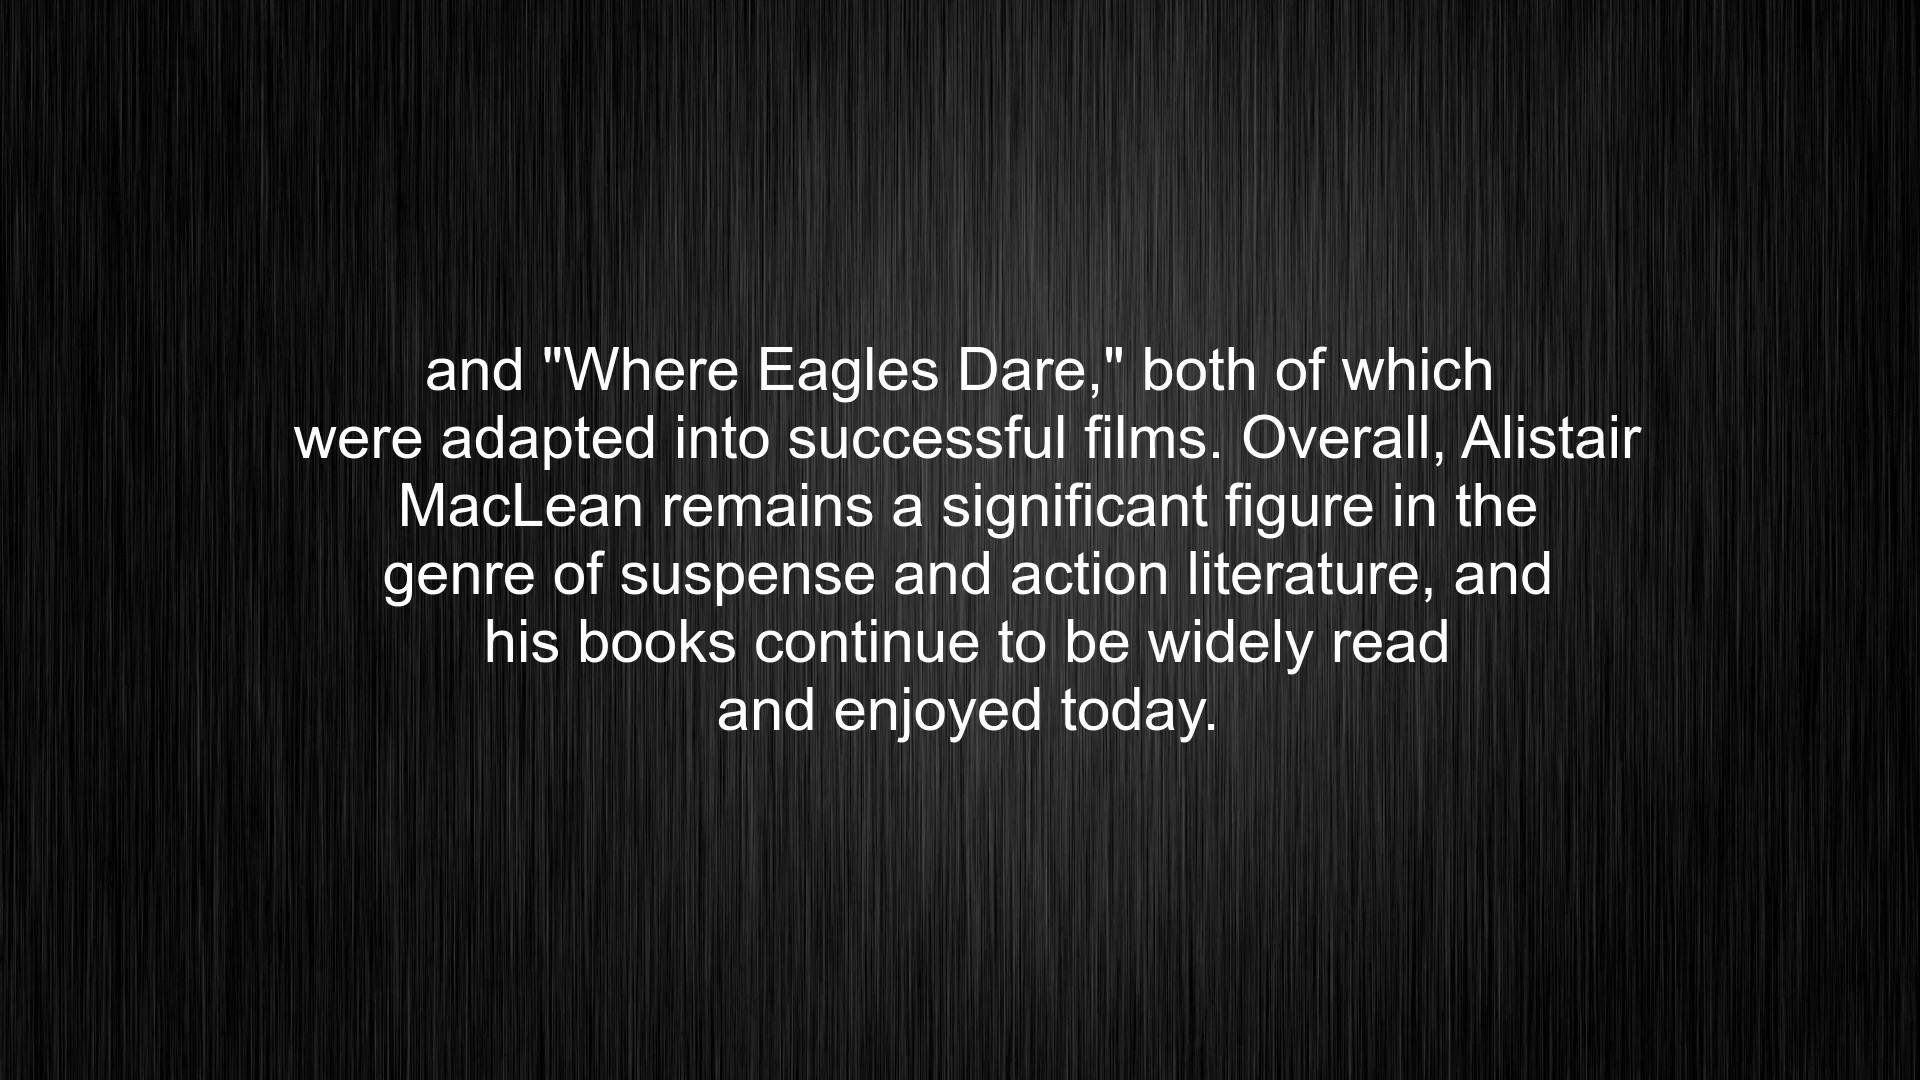 and "Where Eagles Dare," both of which
were adapted into successful films. Overall, Alistair
MacLean remains a significant figure in the
genre of suspense and action literature, and
his books continue to be widely read
and enjoyed today.